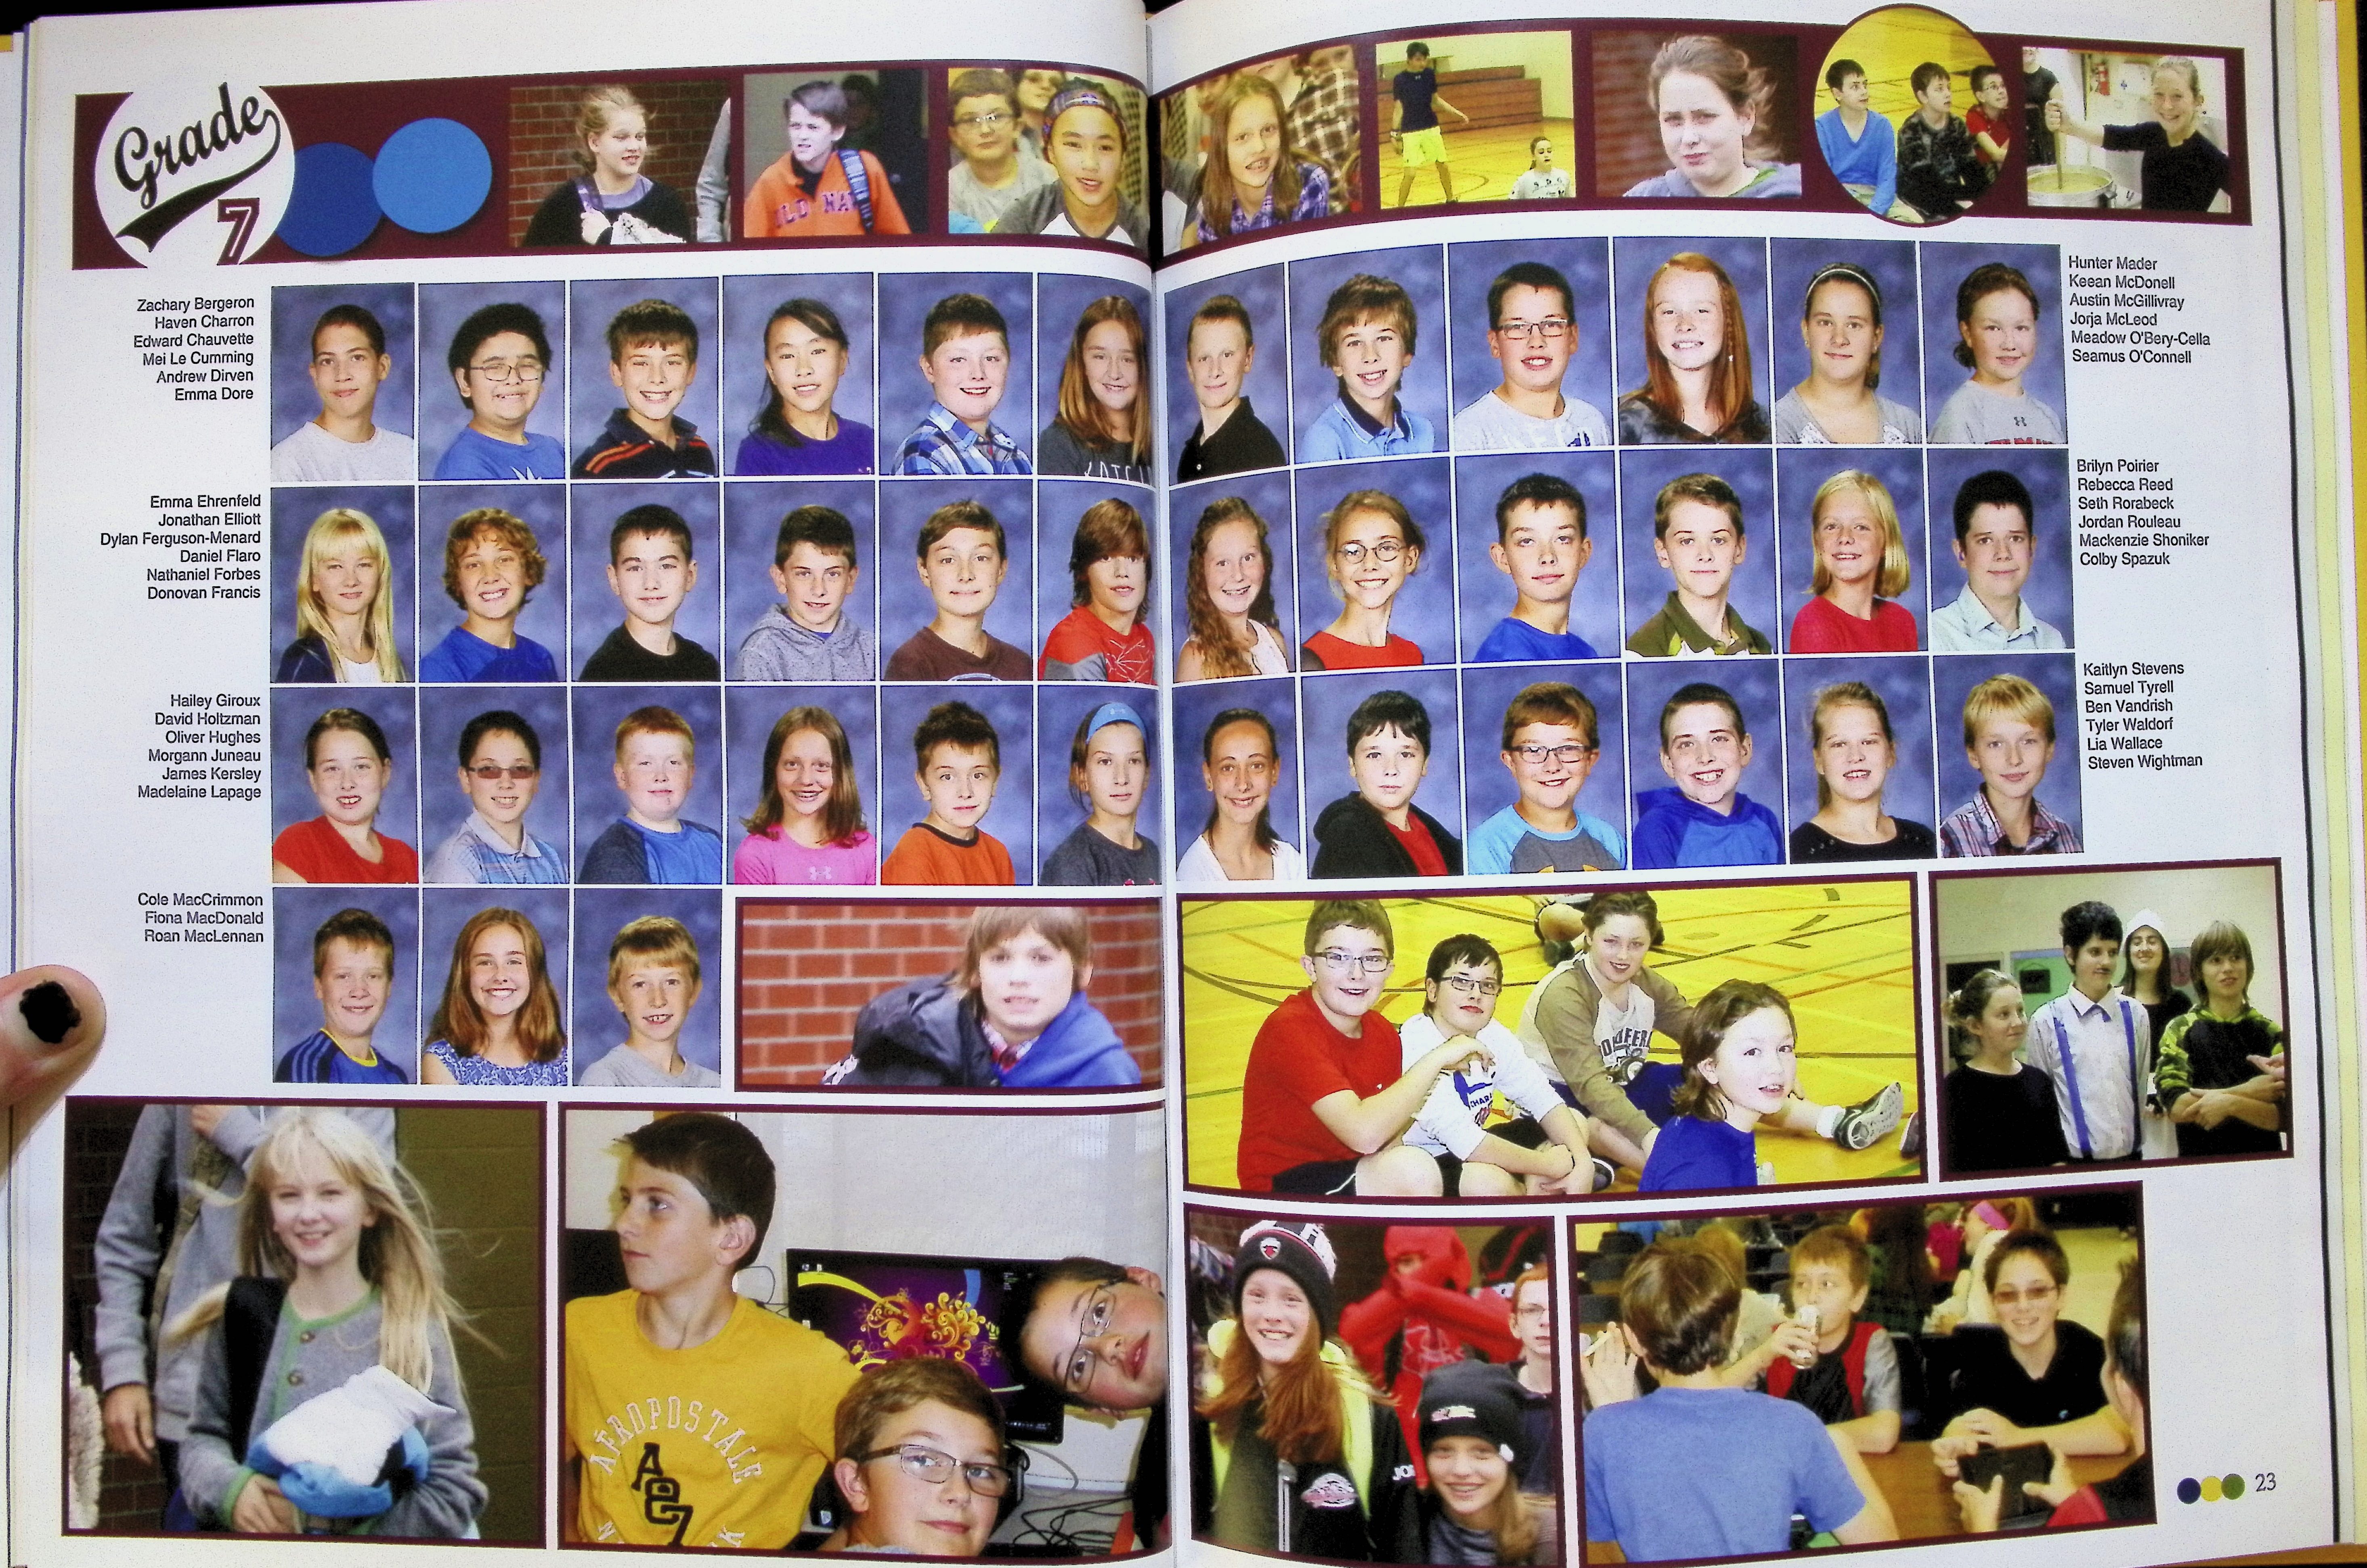 Grade
7
Zachary Bergeron
Haven Charron
Edward Chauvette
Mei Le Cumming
Andrew Dirven
Emma Dore
Emma Ehrenfeld
Jonathan Elliott
Dylan Ferguson-Menard
Daniel Flaro
Nathaniel Forbes
Donovan Francis
Hailey Giroux
David Holtzman
Oliver Hughes
Morgann Juneau
James Kersley
Madelaine Lapage
Cole MacCrimmon
Fiona MacDonald
Roan MacLennan
AÉROPOSTALE
Hunter Mader
Keean McDonell
Austin McGillivray
Jorja McLeod
Meadow O'Bery-Cella
Seamus O'Connell
Brilyn Poirier
Rebecca Reed
Seth Rorabeck
Jordan Rouleau
Mackenzie Shoniker
Colby Spazuk
Kaitlyn Stevens
Samuel Tyrell
Ben Vandrish
Tyler Waldorf
Lia Wallace
Steven Wightman
23